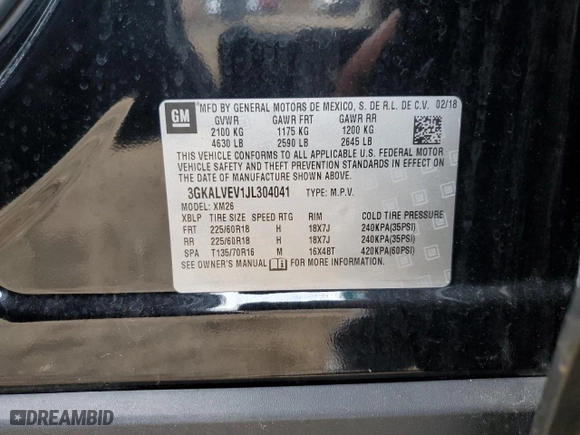 GM
MFD BY GENERAL MOTORS DE MEXICO, S. DE R.L. DE C.V. 02/18
GVWR GAWR FRT GAWR RR
2100 KG 1175 KG 1200 KG
4630 LB 2590 LB 2645 LB
THIS VEHICLE CONFORMS TO ALL APPLICABLE U.S. FEDERAL MOTOR
VEHICLE SAFETY AND THEFT PREVENTION STANDARDS IN EFFECT
ON THE DATE OF MANUFACTURE SHOWN ABOVE.
3GKALVEV1JL304041 TYPE: M.P.V.
MODEL: XM26
XBLP TIRE SIZE SPEED RTG RIM COLD TIRE PRESSURE
FRT 225/60R18 H 18X7J 240KPA(35PSI)
RR 225/60R18 H 18X7J 240KPA(35PSI)
SPA T135/70R16 M 16X4BT 420KPA(60PSI)
SEE OWNER'S MANUAL FOR MORE INFORMATION.
DREAMBID